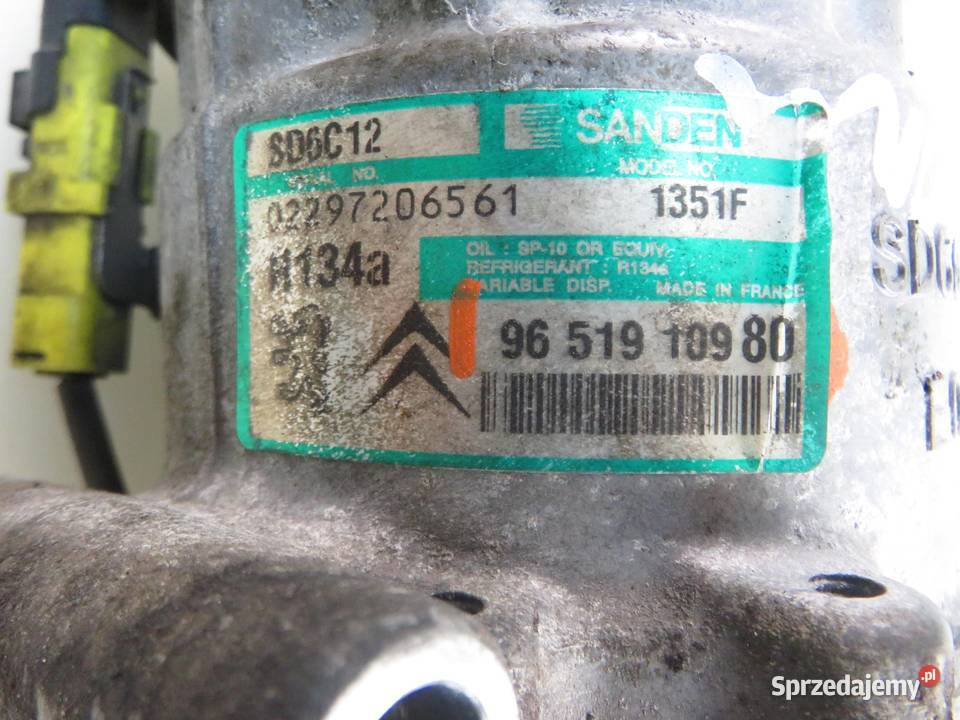 SD6C12 SANDEN
SERIAL NO. MODEL NO.
02297206561 1351F
R134a
OIL : SP-10 OR EQUIV.
REFRIGERANT : R134a
VARIABLE DISP. MADE IN FRANCE
96 519 109 80
Sprzedajemy.pl